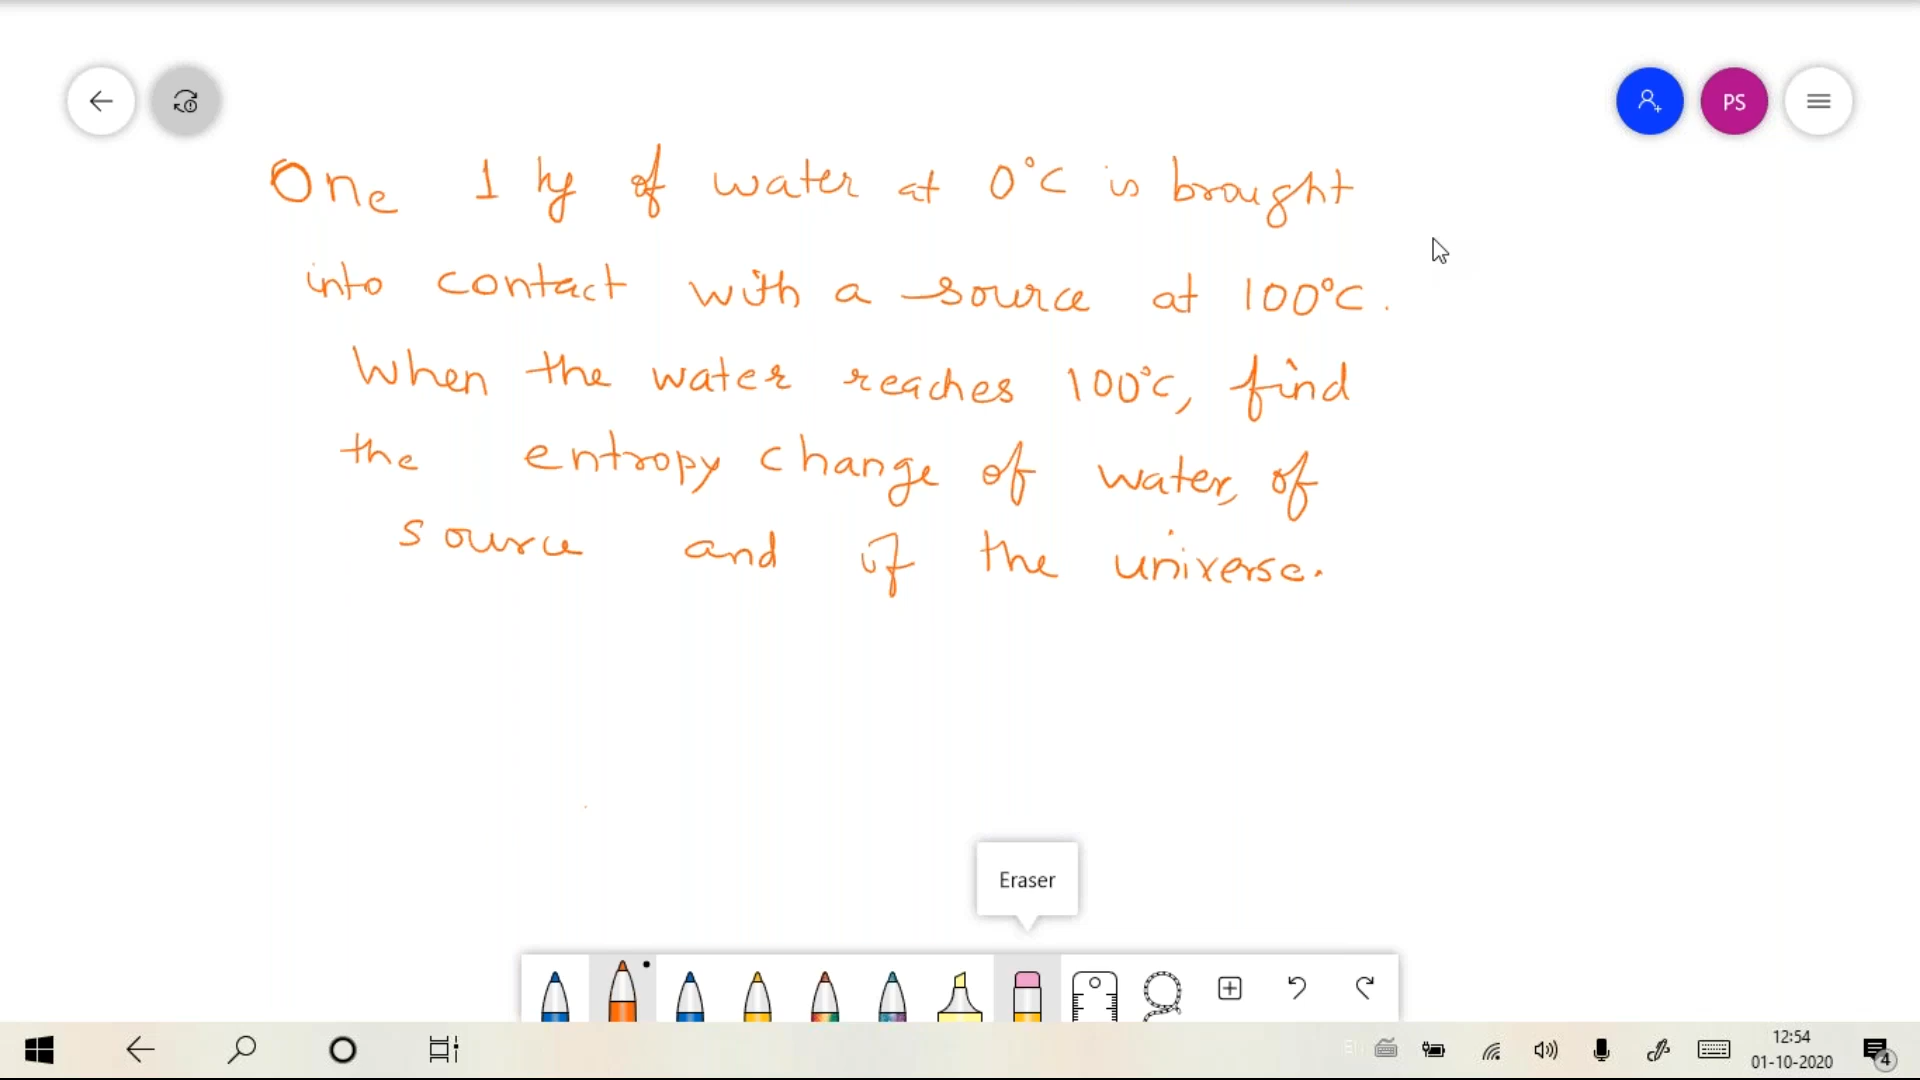 PS
One 1 kg of water at 0°C is brought
into contact with a source at 100°C.
When the water reaches 100°C, find
the entropy change of water, of
source and of the universe.
Eraser
12:54
01-10-2020
4